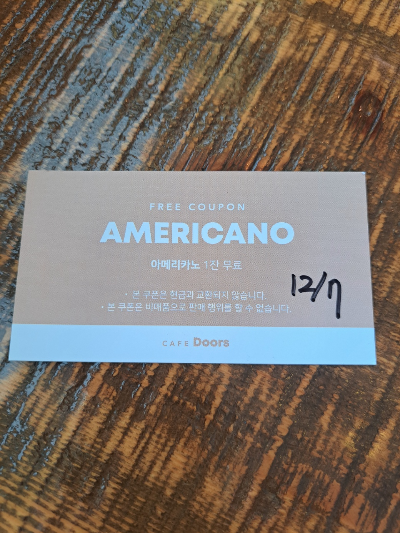 FREE COUPON
AMERICANO
아메리카노 1잔 무료
12/7
· 본 쿠폰은 현금과 교환되지 않습니다.
· 본 쿠폰은 비매품으로 판매 행위를 할 수 없습니다.
CAFE Doors